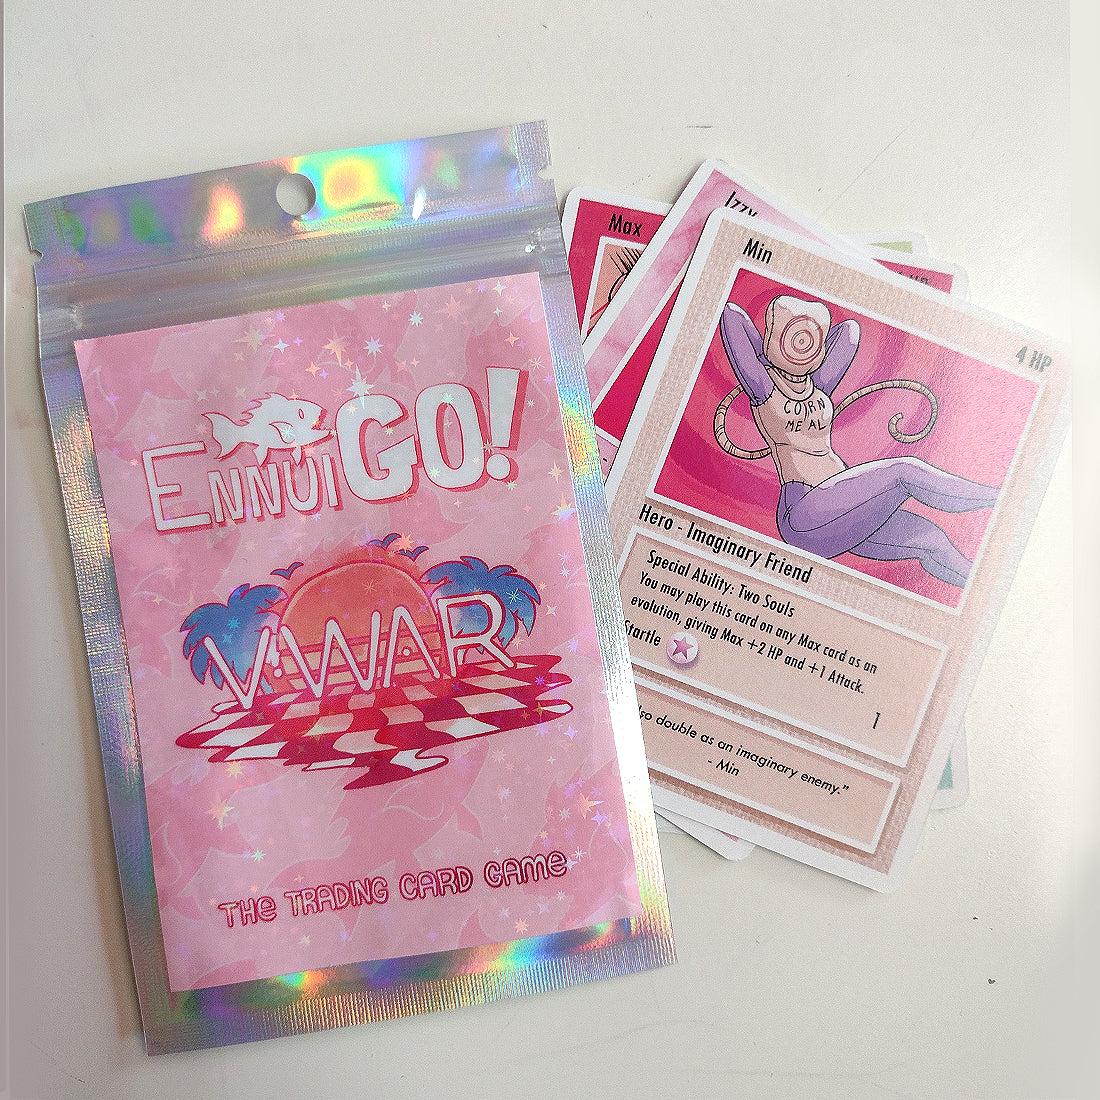 ENNUI GO!
V-WAR
THE TRADING CARD GAME
Max
Izzy
Min
4 HP
CORN
MEAL
Hero - Imaginary Friend
Special Ability: Two Souls
You may play this card on any Max card as an
evolution, giving Max +2 HP and +1 Attack.
Startle
1
double as an imaginary enemy."
- Min